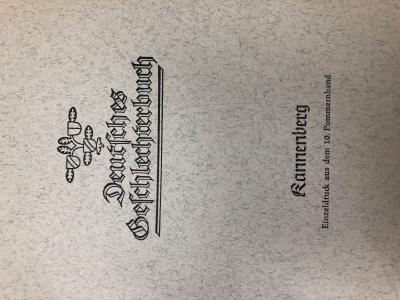 Deutsches
Geschlechterbuch
Kannenberg
Einzeldruck aus dem 10. Pommernband